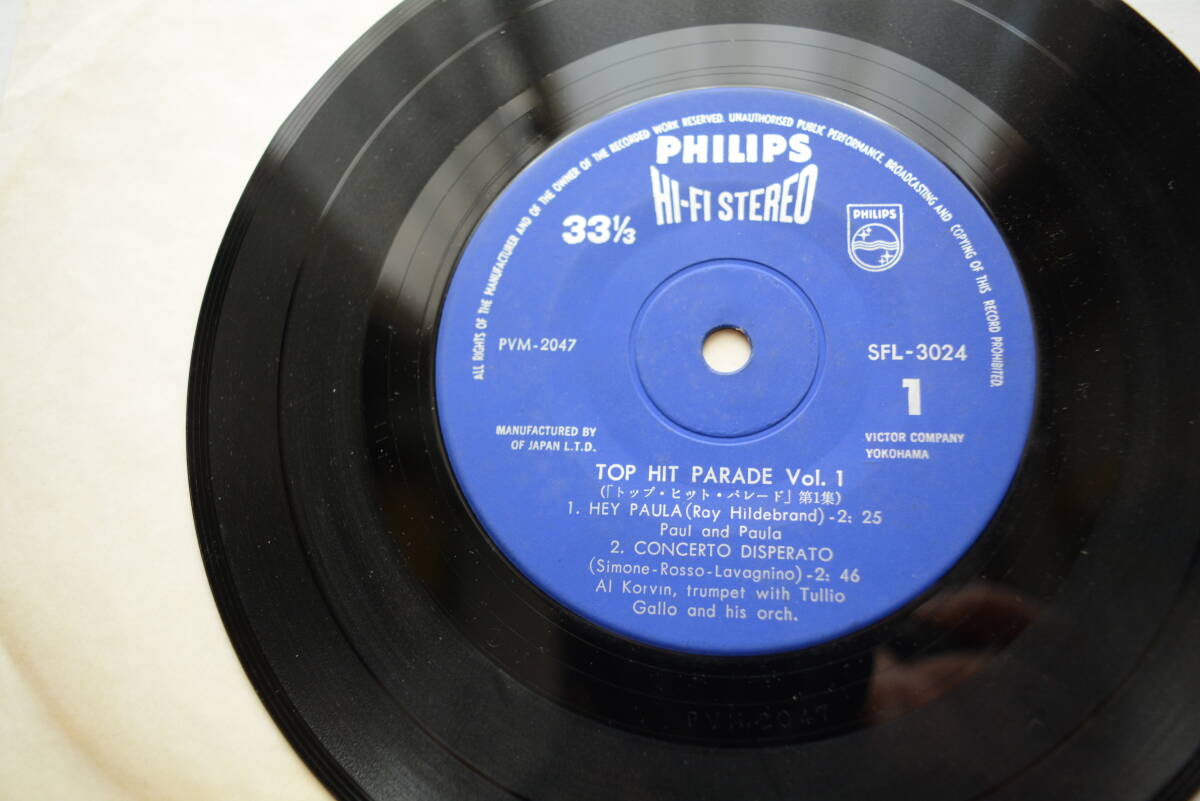 ALL RIGHTS OF THE MANUFACTURER AND OF THE OWNER OF THE RECORDED WORK RESERVED. UNAUTHORISED PUBLIC PERFORMANCE, BROADCASTING AND COPYING OF THIS RECORD PROHIBITED.
PHILIPS
HI-FI STEREO
33⅓
PHILIPS
PVM-2047
SFL-3024
1
MANUFACTURED BY
OF JAPAN L.T.D.
VICTOR COMPANY
YOKOHAMA
TOP HIT PARADE Vol. 1
(「トップ・ヒット・パレード」第1集)
1. HEY PAULA (Ray Hildebrand) -2: 25
Paul and Paula
2. CONCERTO DISPERATO
(Simone-Rosso-Lavagnino) -2: 46
Al Korvin, trumpet with Tullio
Gallo and his orch.
PVM-2047